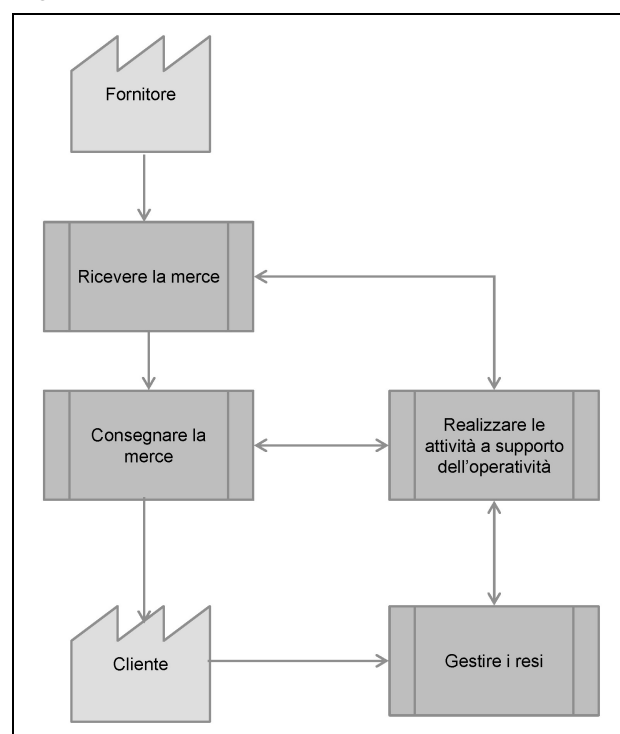 Fornitore
Ricevere la merce
Consegnare la
merce
Realizzare le
attività a supporto
dell'operatività
Cliente
Gestire i resi